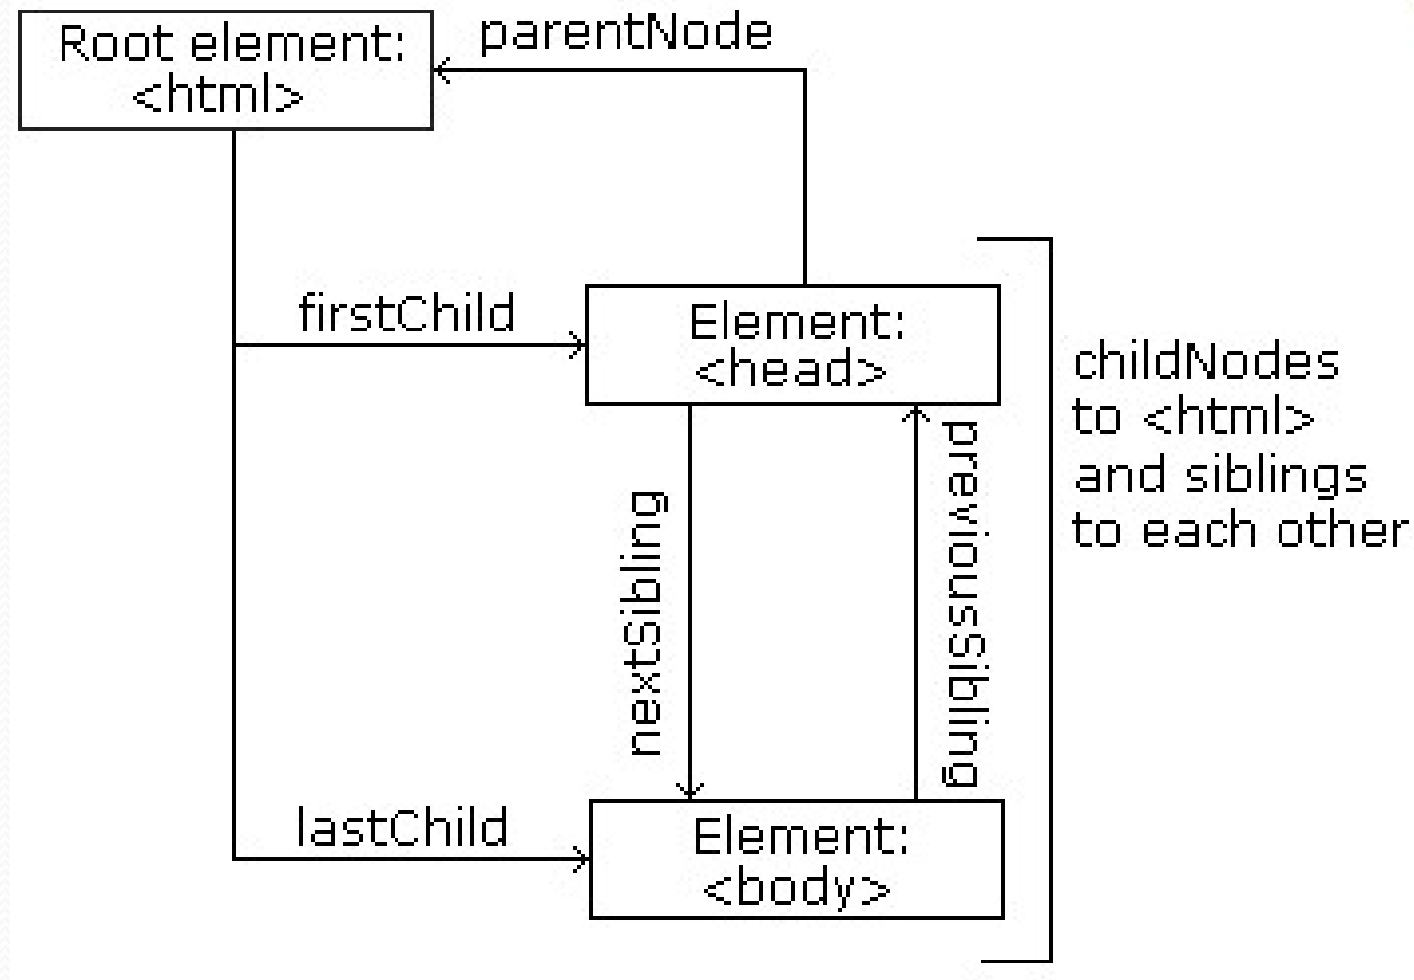 Root element:
<html>
parentNode
firstChild
Element:
<head>
childNodes
to <html>
and siblings
to each other
nextSibling
previousSibling
lastChild
Element:
<body>